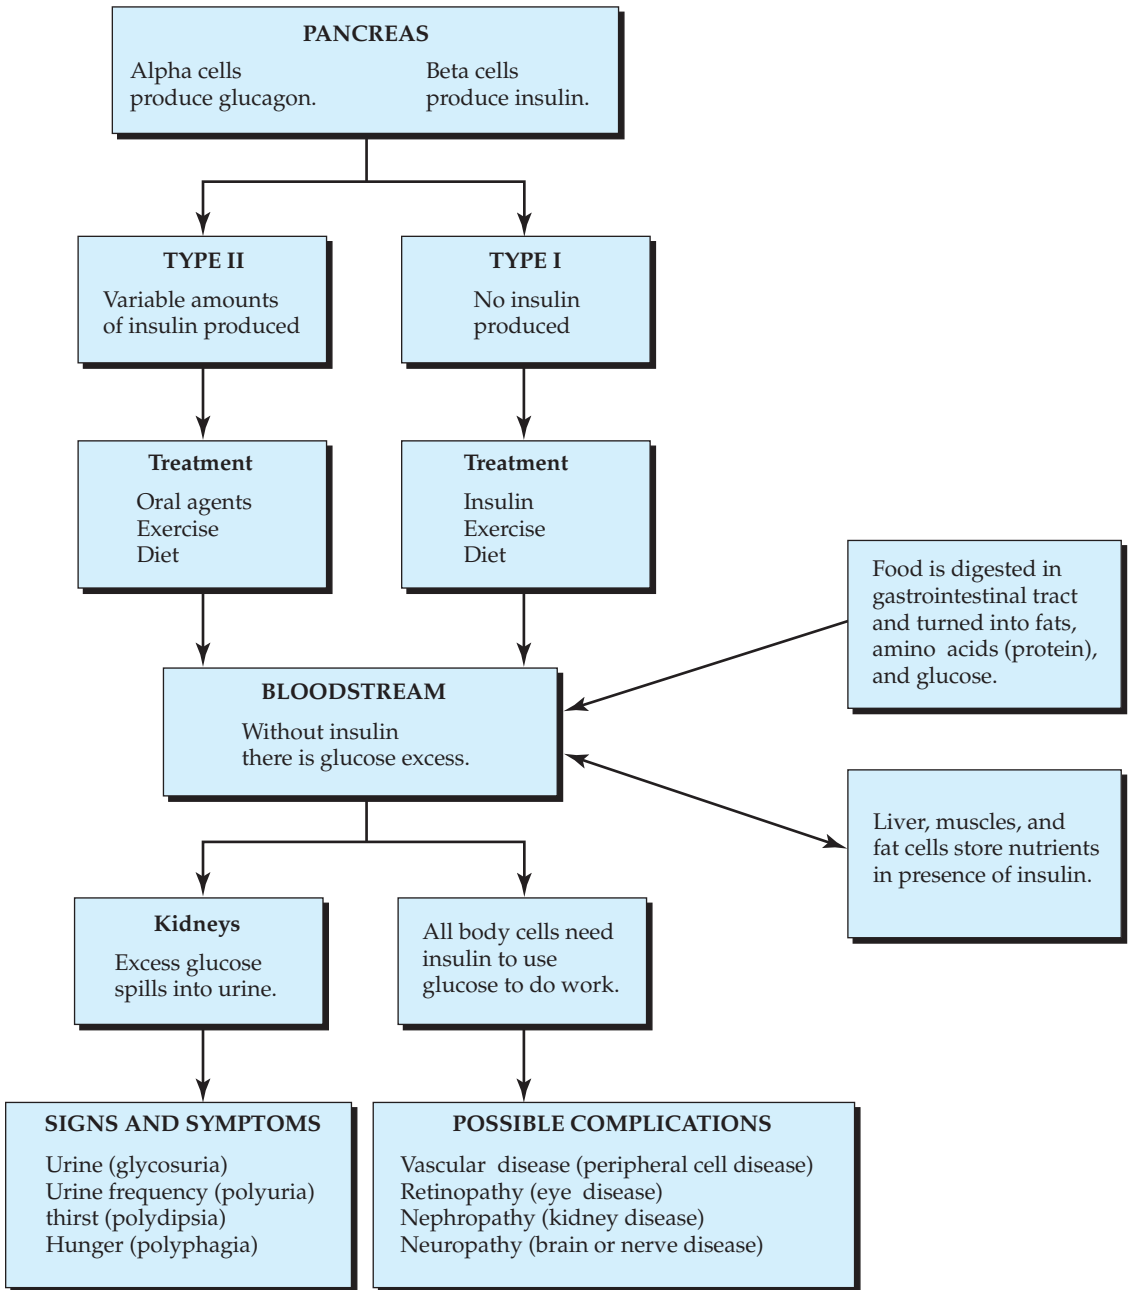 PANCREAS
Alpha cells
produce glucagon.
Beta cells
produce insulin.
TYPE II
Variable amounts
of insulin produced
TYPE I
No insulin
produced
Treatment
Oral agents
Exercise
Diet
Treatment
Insulin
Exercise
Diet
Food is digested in
gastrointestinal tract
and turned into fats,
amino acids (protein),
and glucose.
BLOODSTREAM
Without insulin
there is glucose excess.
Liver, muscles, and
fat cells store nutrients
in presence of insulin.
Kidneys
Excess glucose
spills into urine.
All body cells need
insulin to use
glucose to do work.
SIGNS AND SYMPTOMS
Urine (glycosuria)
Urine frequency (polyuria)
thirst (polydipsia)
Hunger (polyphagia)
POSSIBLE COMPLICATIONS
Vascular disease (peripheral cell disease)
Retinopathy (eye disease)
Nephropathy (kidney disease)
Neuropathy (brain or nerve disease)